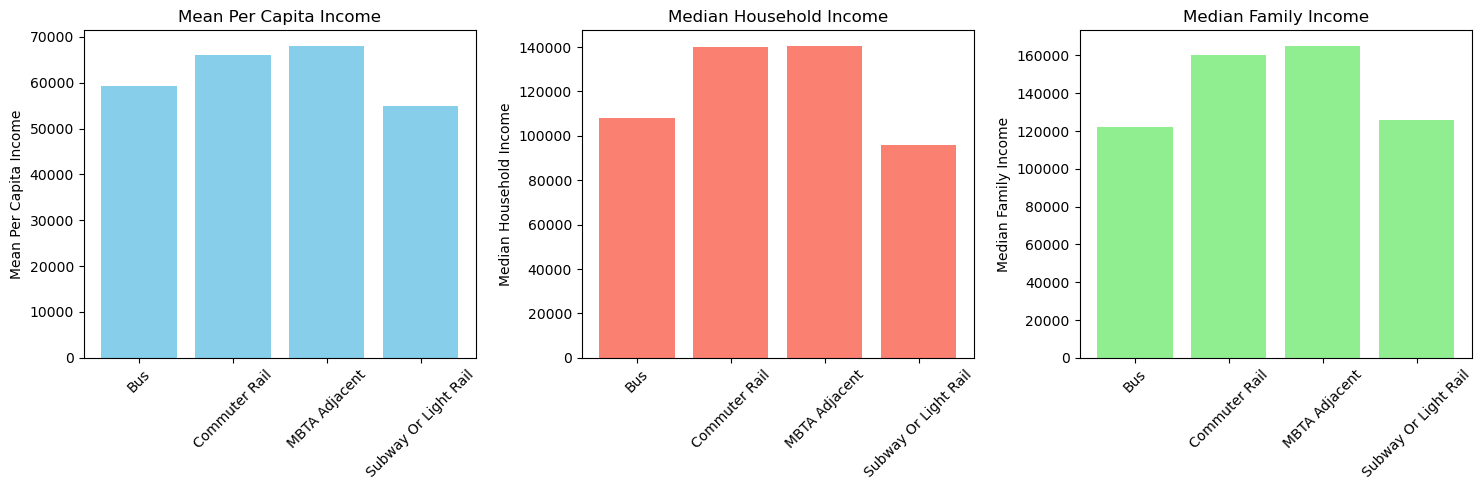 Mean Per Capita Income
Mean Per Capita Income
70000
60000
50000
40000
30000
20000
10000
0
Bus
Commuter Rail
MBTA Adjacent
Subway Or Light Rail
Median Household Income
Median Household Income
140000
120000
100000
80000
60000
40000
20000
0
Bus
Commuter Rail
MBTA Adjacent
Subway Or Light Rail
Median Family Income
Median Family Income
160000
140000
120000
100000
80000
60000
40000
20000
0
Bus
Commuter Rail
MBTA Adjacent
Subway Or Light Rail